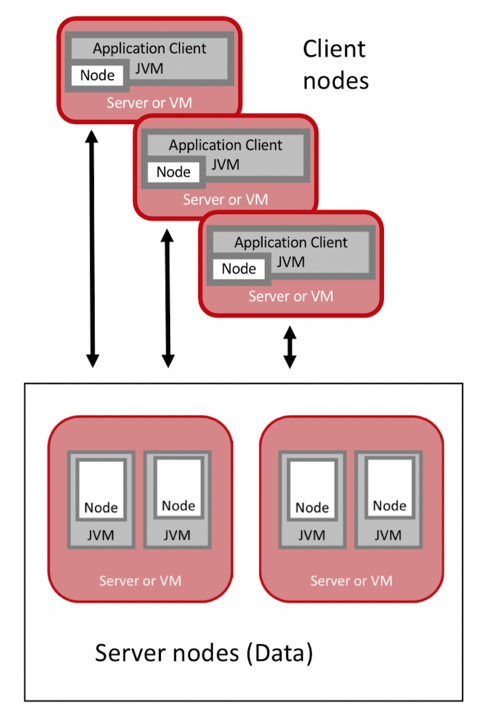 Application Client
JVM
Node
Server or VM
Client
nodes
Application Client
JVM
Node
Server or VM
Application Client
JVM
Node
Server or VM
Node
JVM
Node
JVM
Server or VM
Node
JVM
Node
JVM
Server or VM
Server nodes (Data)